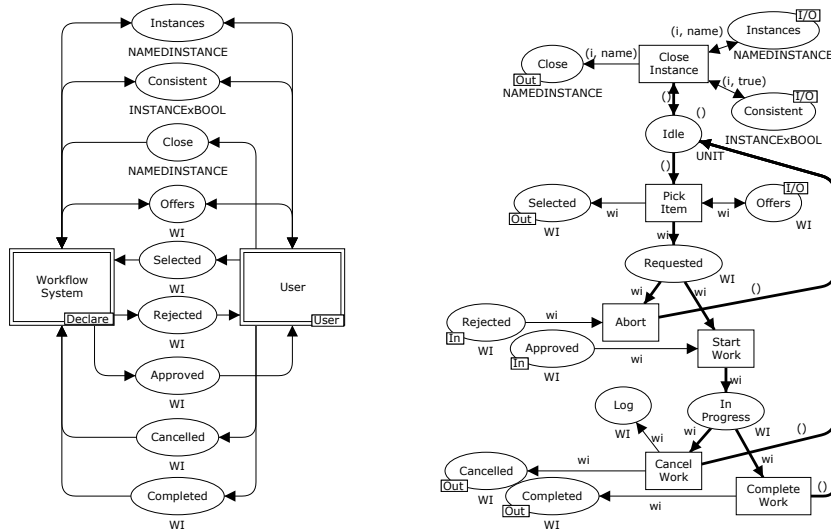 Instances
NAMEDINSTANCE
Consistent
INSTANCExBOOL
Close
NAMEDINSTANCE
Offers
WI
Workflow
System
Declare
Selected
WI
User
User
Rejected
WI
Approved
WI
Cancelled
WI
Completed
WI
(i, name)
Instances
I/O
NAMEDINSTANCE
(i, name)
Close
Out
NAMEDINSTANCE
Close
Instance
(i, true)
Consistent
I/O
INSTANCExBOOL
()
()
Idle
UNIT
()
Selected
Out
WI
wi
Pick
Item
wi
Offers
I/O
WI
wi
Requested
WI
wi
wi
()
Rejected
In
WI
wi
Abort
Approved
In
WI
wi
Start
Work
wi
Log
WI
In
Progress
WI
wi
wi
wi
()
Cancelled
Out
WI
wi
Cancel
Work
Completed
Out
WI
wi
Complete
Work
()